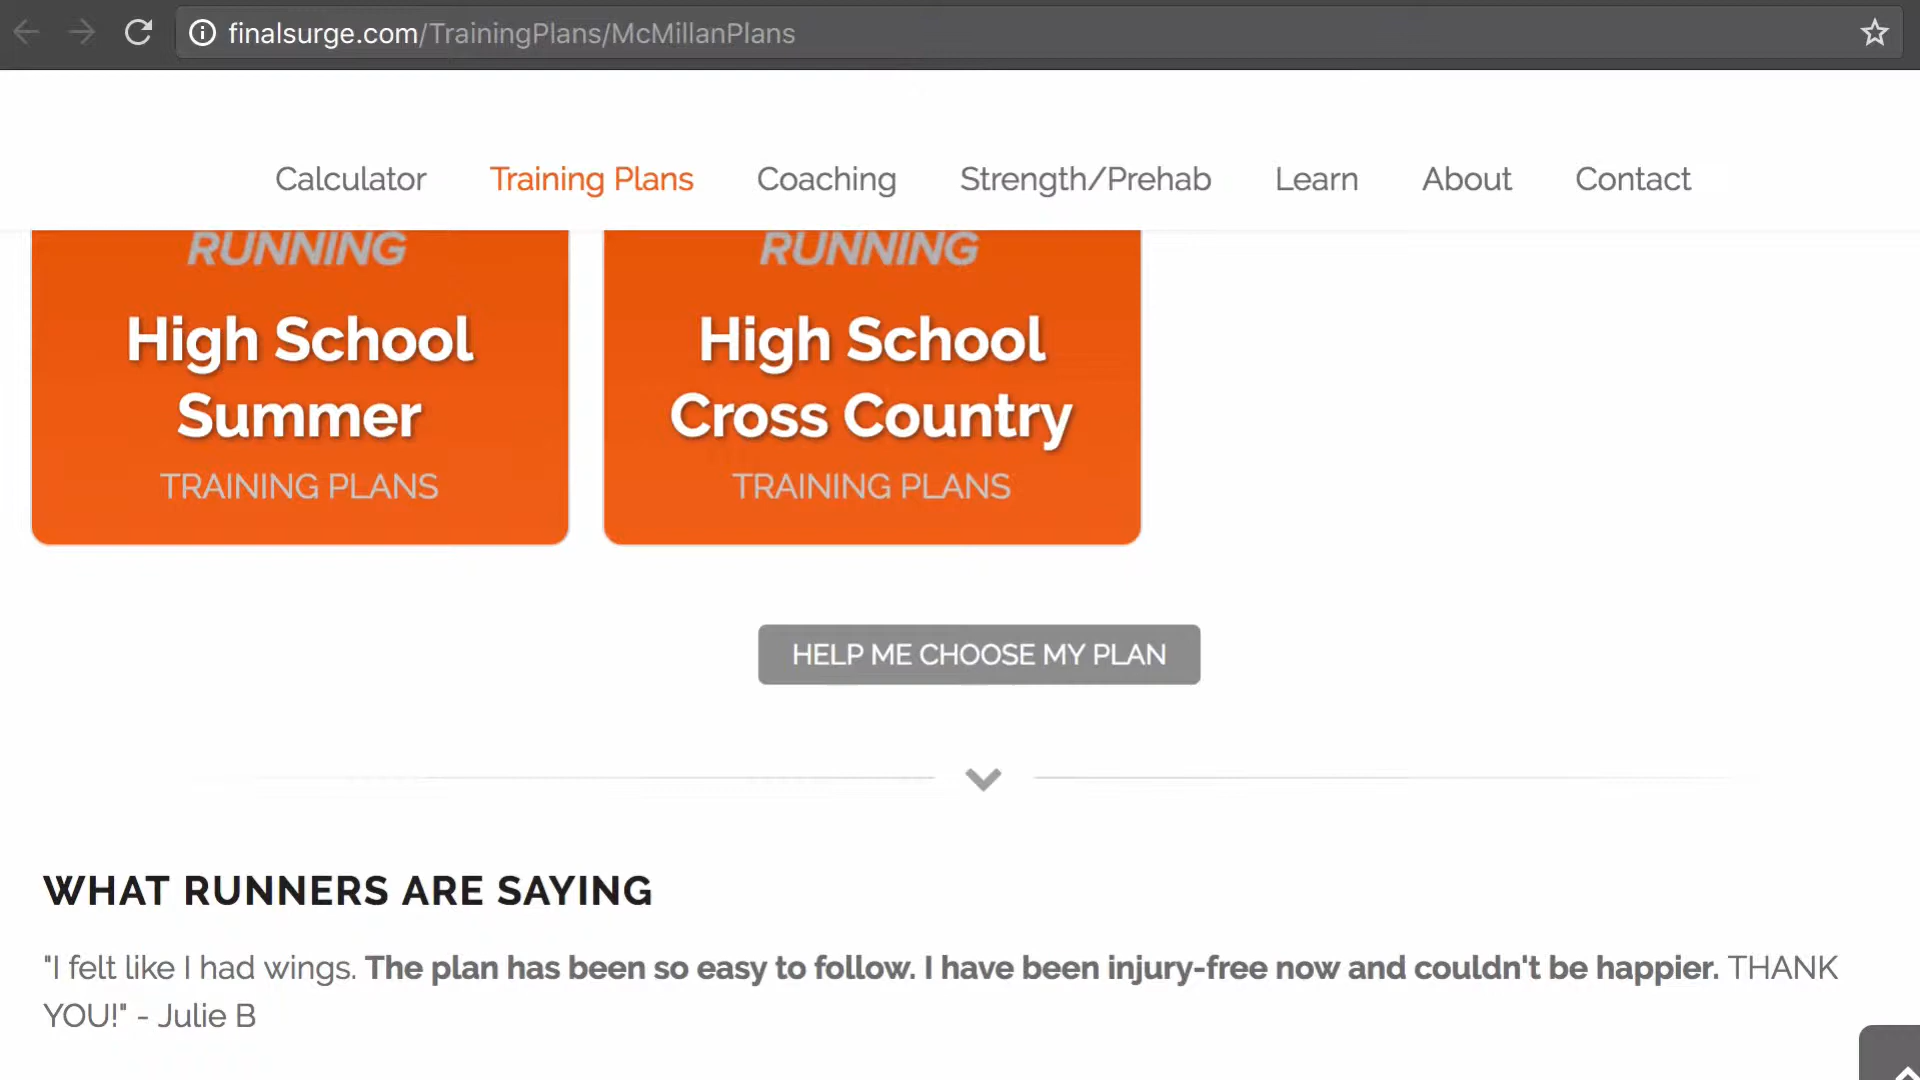 finalsurge.com/TrainingPlans/McMillanPlans
Calculator Training Plans Coaching Strength/Prehab Learn About Contact
RUNNING RUNNING
High School
Summer
TRAINING PLANS
High School
Cross Country
TRAINING PLANS
HELP ME CHOOSE MY PLAN
WHAT RUNNERS ARE SAYING
"I felt like I had wings. The plan has been so easy to follow. I have been injury-free now and couldn't be happier. THANK
YOU!" - Julie B